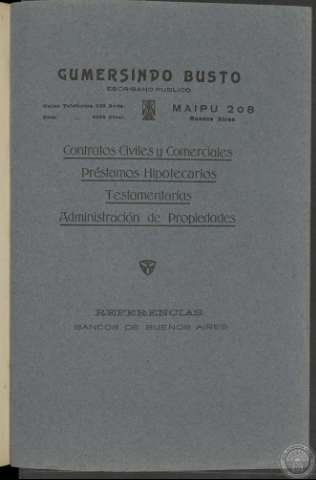 GUMERSINDO BUSTO
ESCRIBANO PUBLICO
MAIPU 208
Buenos Aires
Contratos Civiles y Comerciales
Préstamos Hipotecarios
Testamentarías
Administración de Propiedades
REFERENCIAS
BANCOS DE BUENOS AIRES